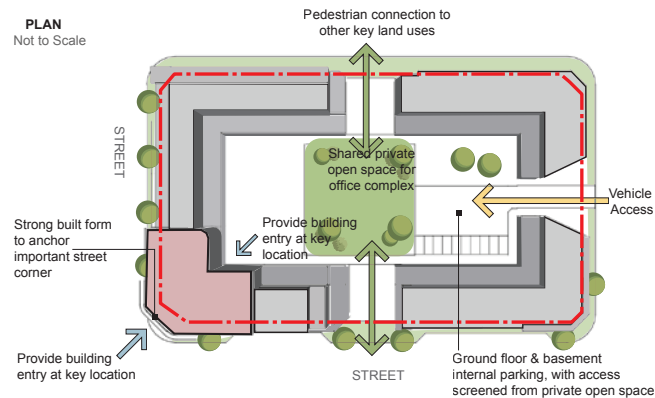 PLAN
Not to Scale
Pedestrian connection to
other key land uses
STREET
Shared private
open space for
office complex
Vehicle
Access
Strong built form
to anchor
important street
corner
Provide building
entry at key
location
Provide building
entry at key location
STREET
Ground floor & basement
internal parking, with access
screened from private open space